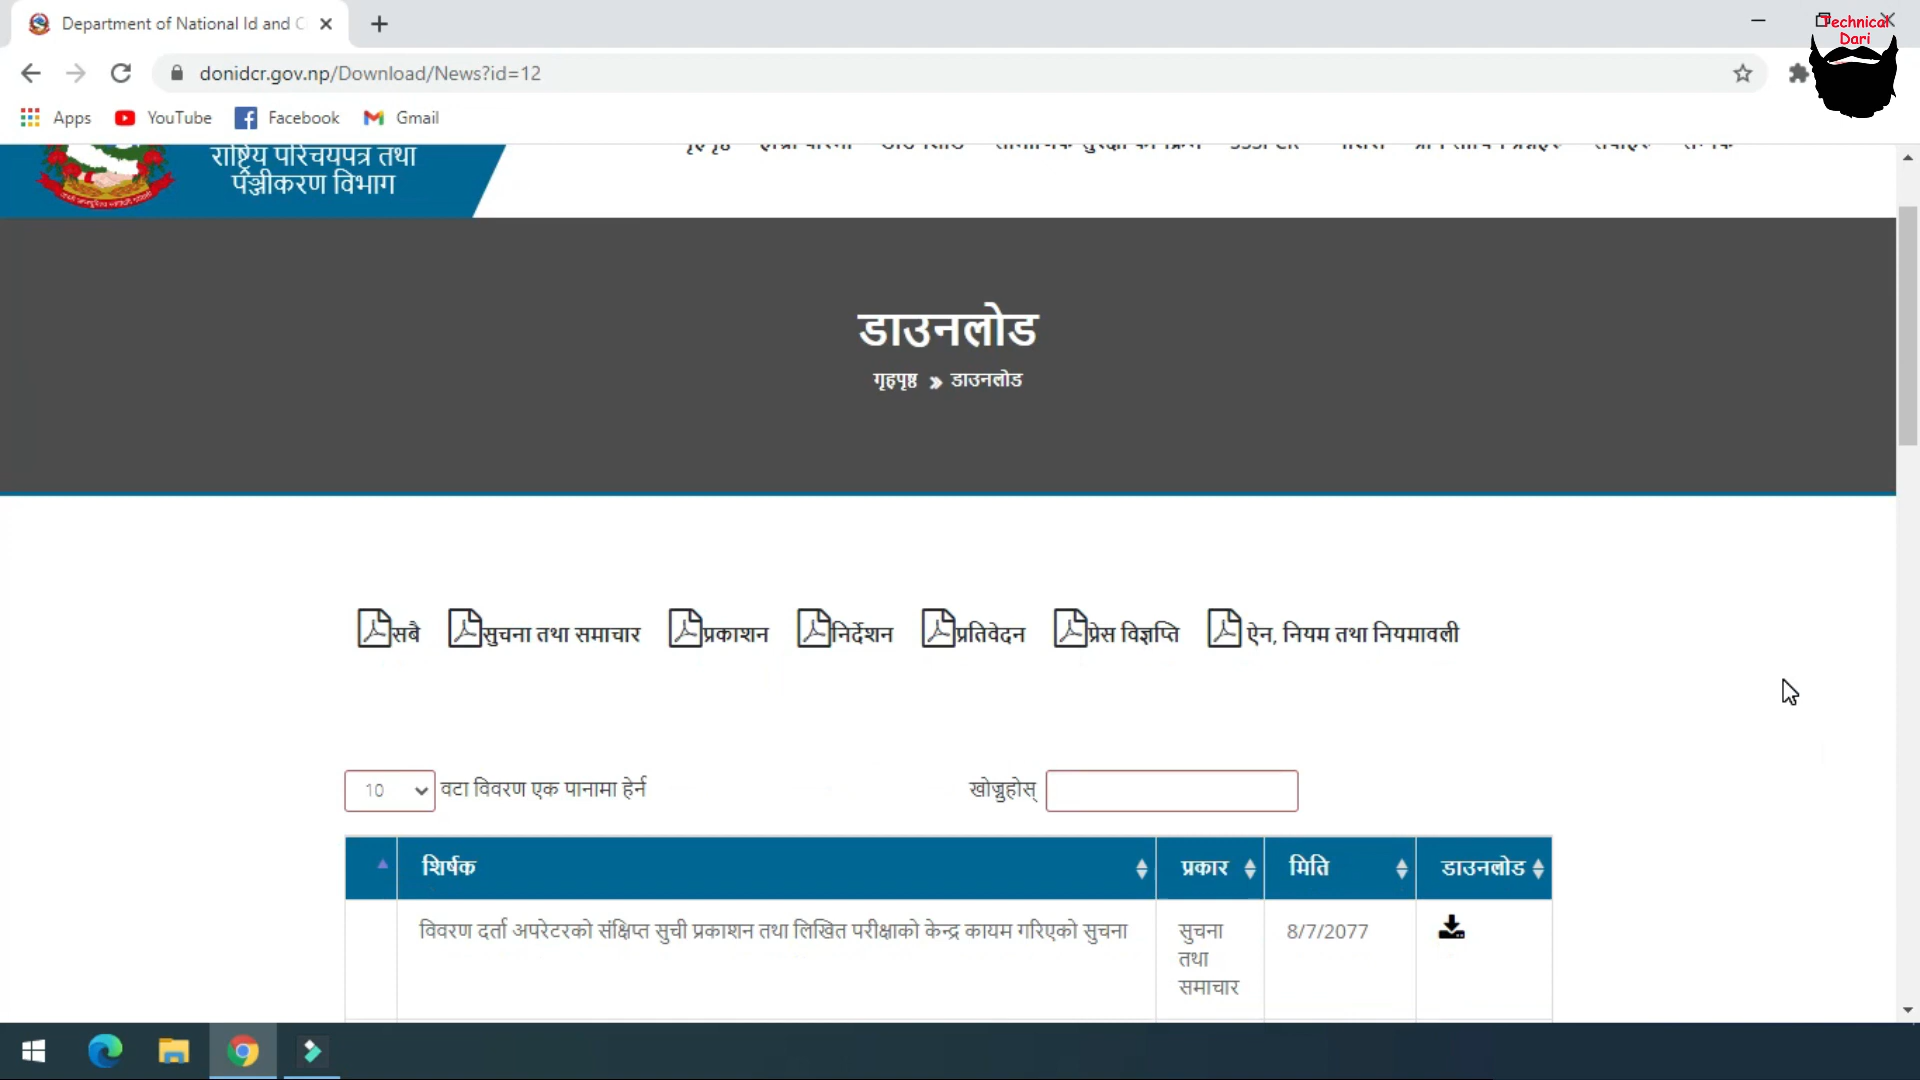 Department of National Id and C
Technical
Dari
donidcr.gov.np/Download/News?id=12
Apps YouTube Facebook Gmail
राष्ट्रिय परिचयपत्र तथा
पञ्जीकरण विभाग
डाउनलोड
गृहपृष्ठ » डाउनलोड
सबै सुचना तथा समाचार प्रकाशन निर्देशन प्रतिवेदन प्रेस विज्ञप्ति ऐन, नियम तथा नियमावली
10 वटा विवरण एक पानामा हेर्न खोज्नुहोस्
शिर्षक प्रकार मिति डाउनलोड
विवरण दर्ता अपरेटरको संक्षिप्त सुची प्रकाशन तथा लिखित परीक्षाको केन्द्र कायम गरिएको सुचना सुचना 8/7/2077
तथा
समाचार